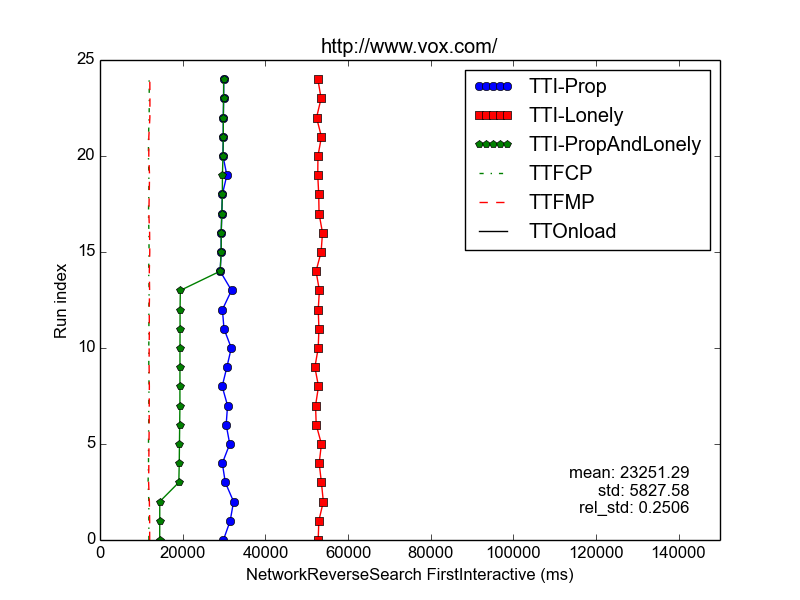 http://www.vox.com/
25
20
15
10
5
0
Run index
TTI-Prop
TTI-Lonely
TTI-PropAndLonely
TTFCP
TTFMP
TTOnload
mean: 23251.29
std: 5827.58
rel_std: 0.2506
0 20000 40000 60000 80000 100000 120000 140000
NetworkReverseSearch FirstInteractive (ms)